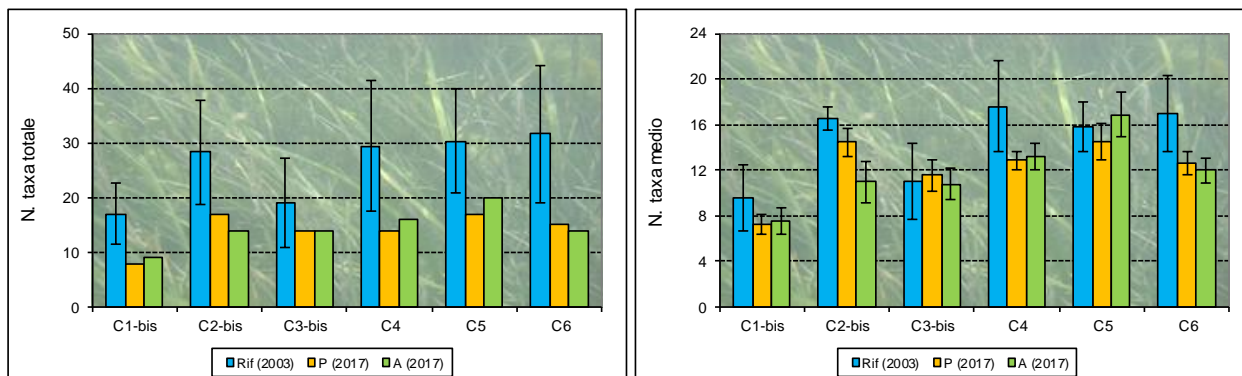 N. taxa totale
50
40
30
20
10
0
C1-bis C2-bis C3-bis C4 C5 C6
Rif (2003) P (2017) A (2017)
N. taxa medio
24
20
16
12
8
4
0
C1-bis C2-bis C3-bis C4 C5 C6
Rif (2003) P (2017) A (2017)